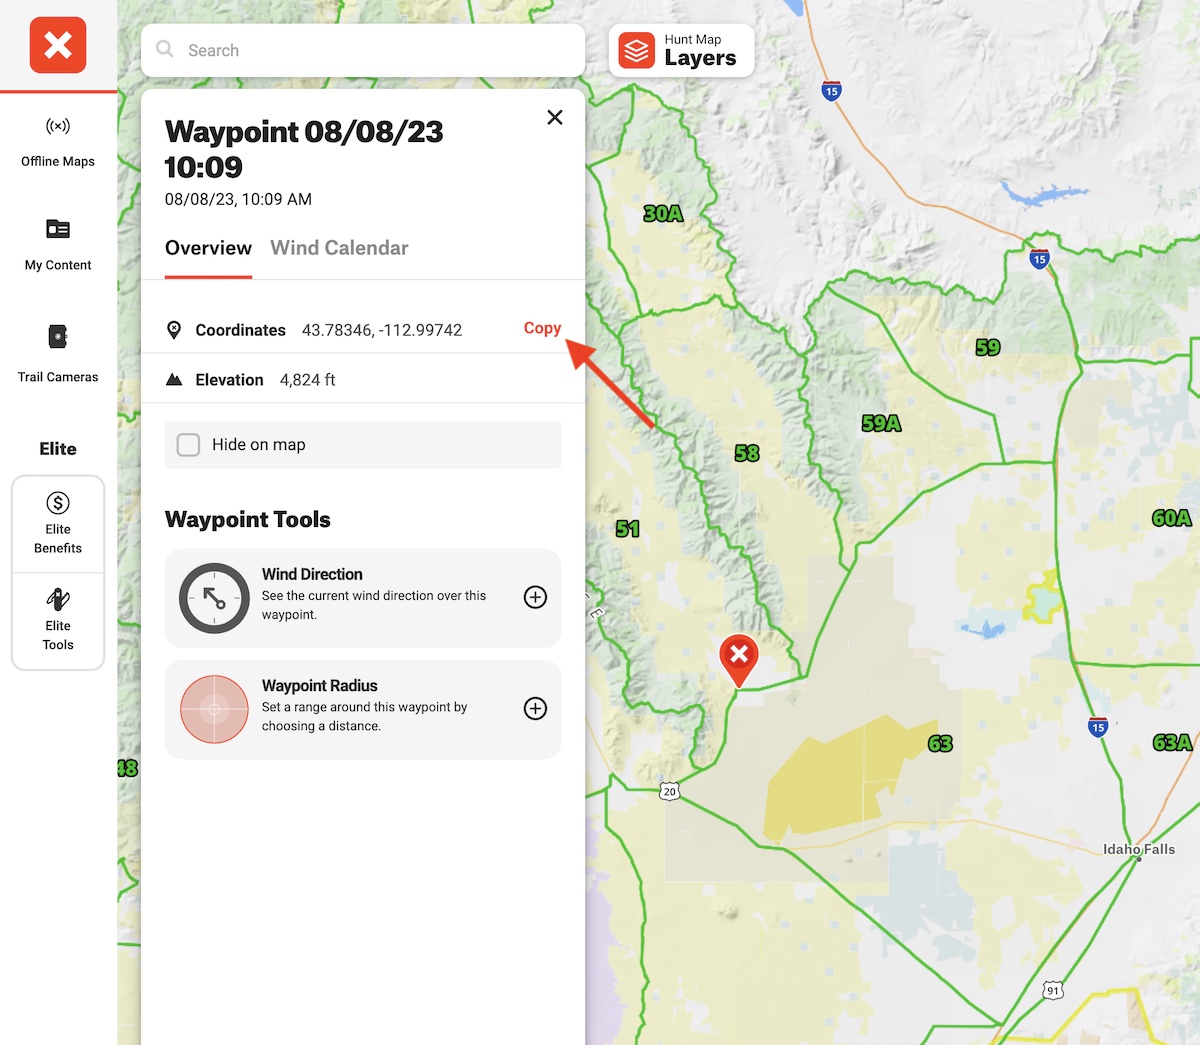 Search
Hunt Map
Layers
Offline Maps
My Content
Trail Cameras
Elite
Elite
Benefits
Elite
Tools
Waypoint 08/08/23
10:09
08/08/23, 10:09 AM
Overview
Wind Calendar
Coordinates 43.78346, -112.99742
Copy
Elevation 4,824 ft
Hide on map
Waypoint Tools
Wind Direction
See the current wind direction over this
waypoint.
Waypoint Radius
Set a range around this waypoint by
choosing a distance.
15
30A
15
59
59A
58
51
60A
E
15
63
63A
48
20
Idaho Falls
91